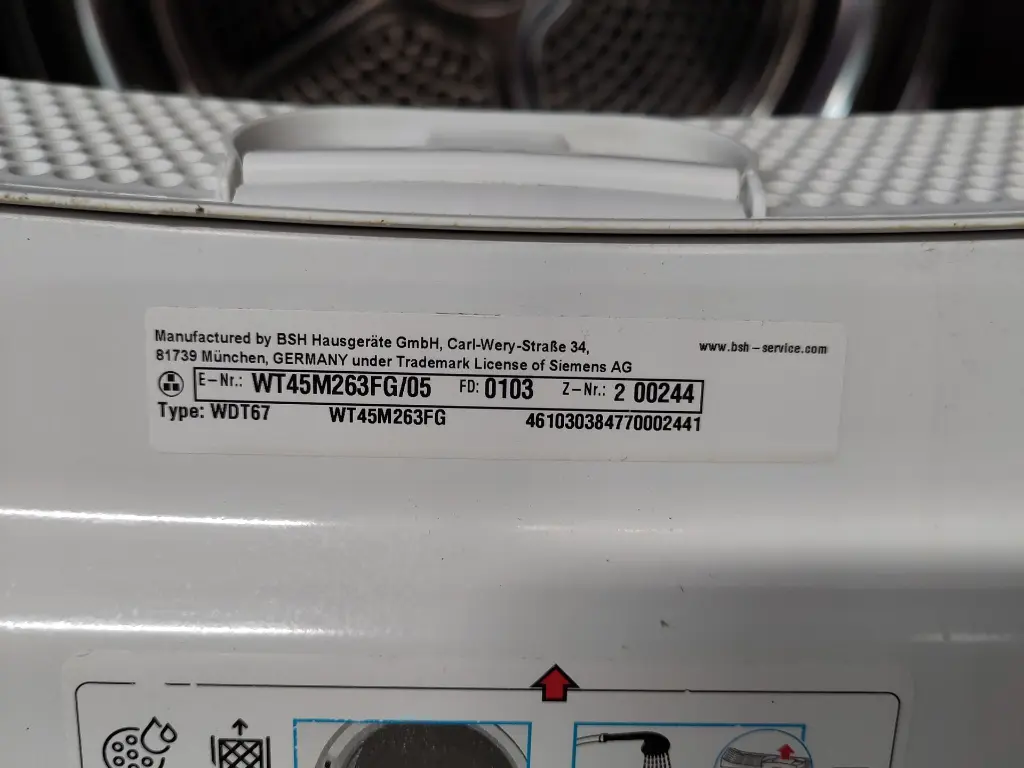 Manufactured by BSH Hausgeräte GmbH, Carl-Wery-Straße 34,
www.bsh-service.com
81739 München, GERMANY under Trademark License of Siemens AG
E-Nr.: WT45M263FG/05 FD: 0103 Z-Nr.: 2 00244
Type: WDT67 WT45M263FG 461030384770002441